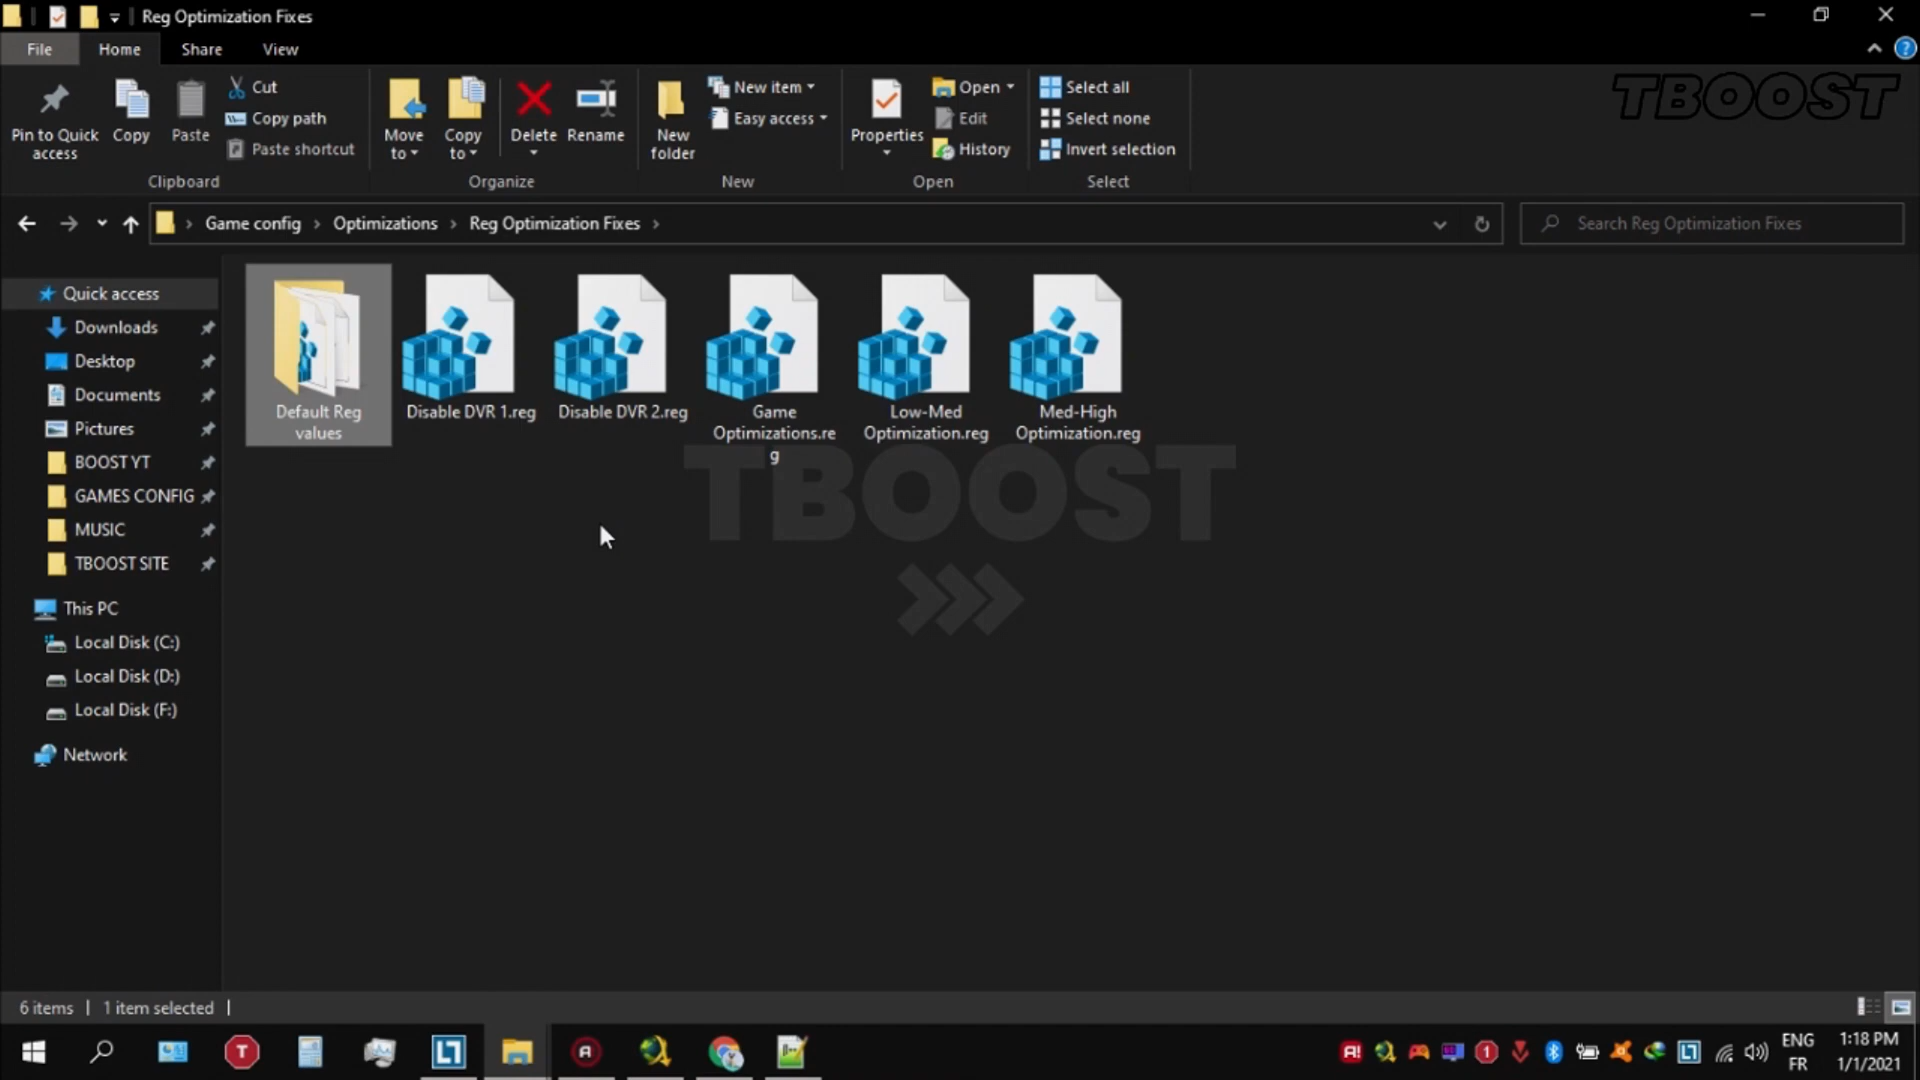 Reg Optimization Fixes
File Home Share View
TBOOST
Pin to Quick
access
Copy
Paste
Cut
Copy path
Paste shortcut
Clipboard
Move
to
Copy
to
Delete
Rename
Organize
New
folder
New item
Easy access
New
Properties
Open
Edit
History
Open
Select all
Select none
Invert selection
Select
Game config › Optimizations › Reg Optimization Fixes ›
Search Reg Optimization Fixes
Quick access
Downloads
Desktop
Documents
Pictures
BOOST YT
GAMES CONFIG
MUSIC
TBOOST SITE
This PC
Local Disk (C:)
Local Disk (D:)
Local Disk (F:)
Network
Default Reg
values
Disable DVR 1.reg
Disable DVR 2.reg
Game
Optimizations.re
g
Low-Med
Optimization.reg
Med-High
Optimization.reg
TBOOST
6 items | 1 item selected |
ENG
FR
1:18 PM
1/1/2021